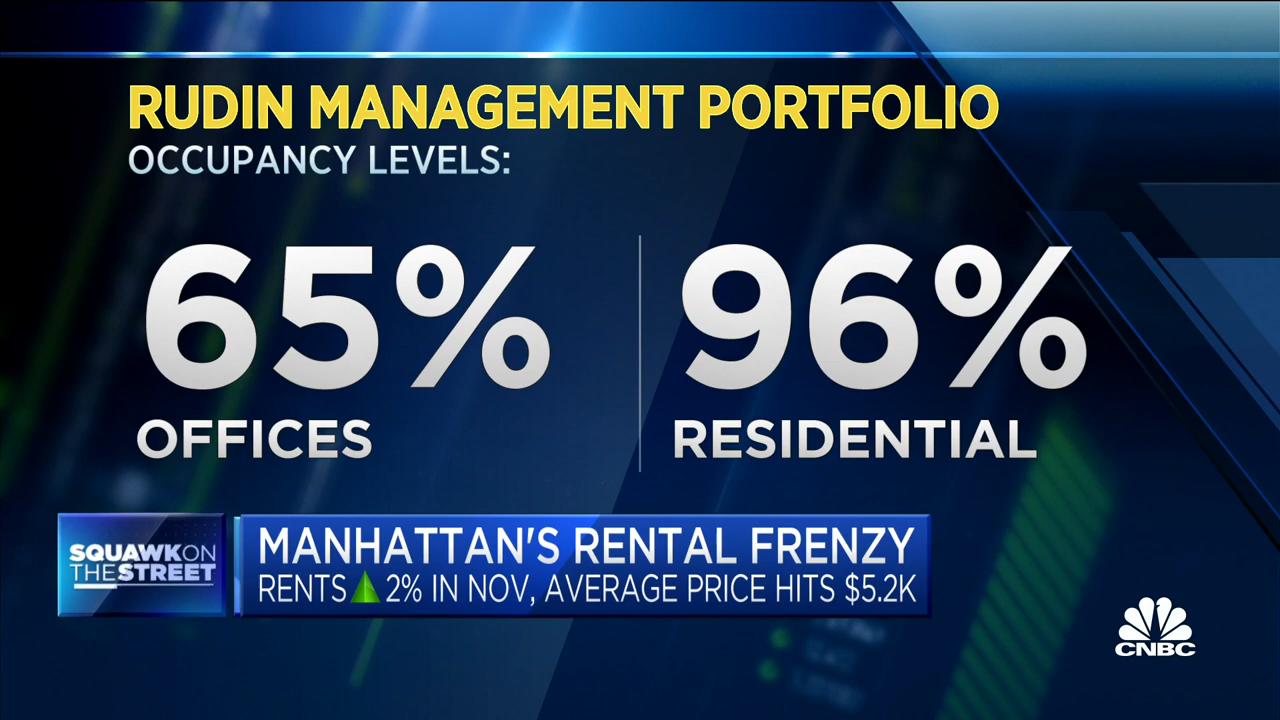 RUDIN MANAGEMENT PORTFOLIO
OCCUPANCY LEVELS:
65%
OFFICES
96%
RESIDENTIAL
SQUAWK ON
THE STREET
MANHATTAN'S RENTAL FRENZY
RENTS▲2% IN NOV, AVERAGE PRICE HITS $5.2K
CNBC